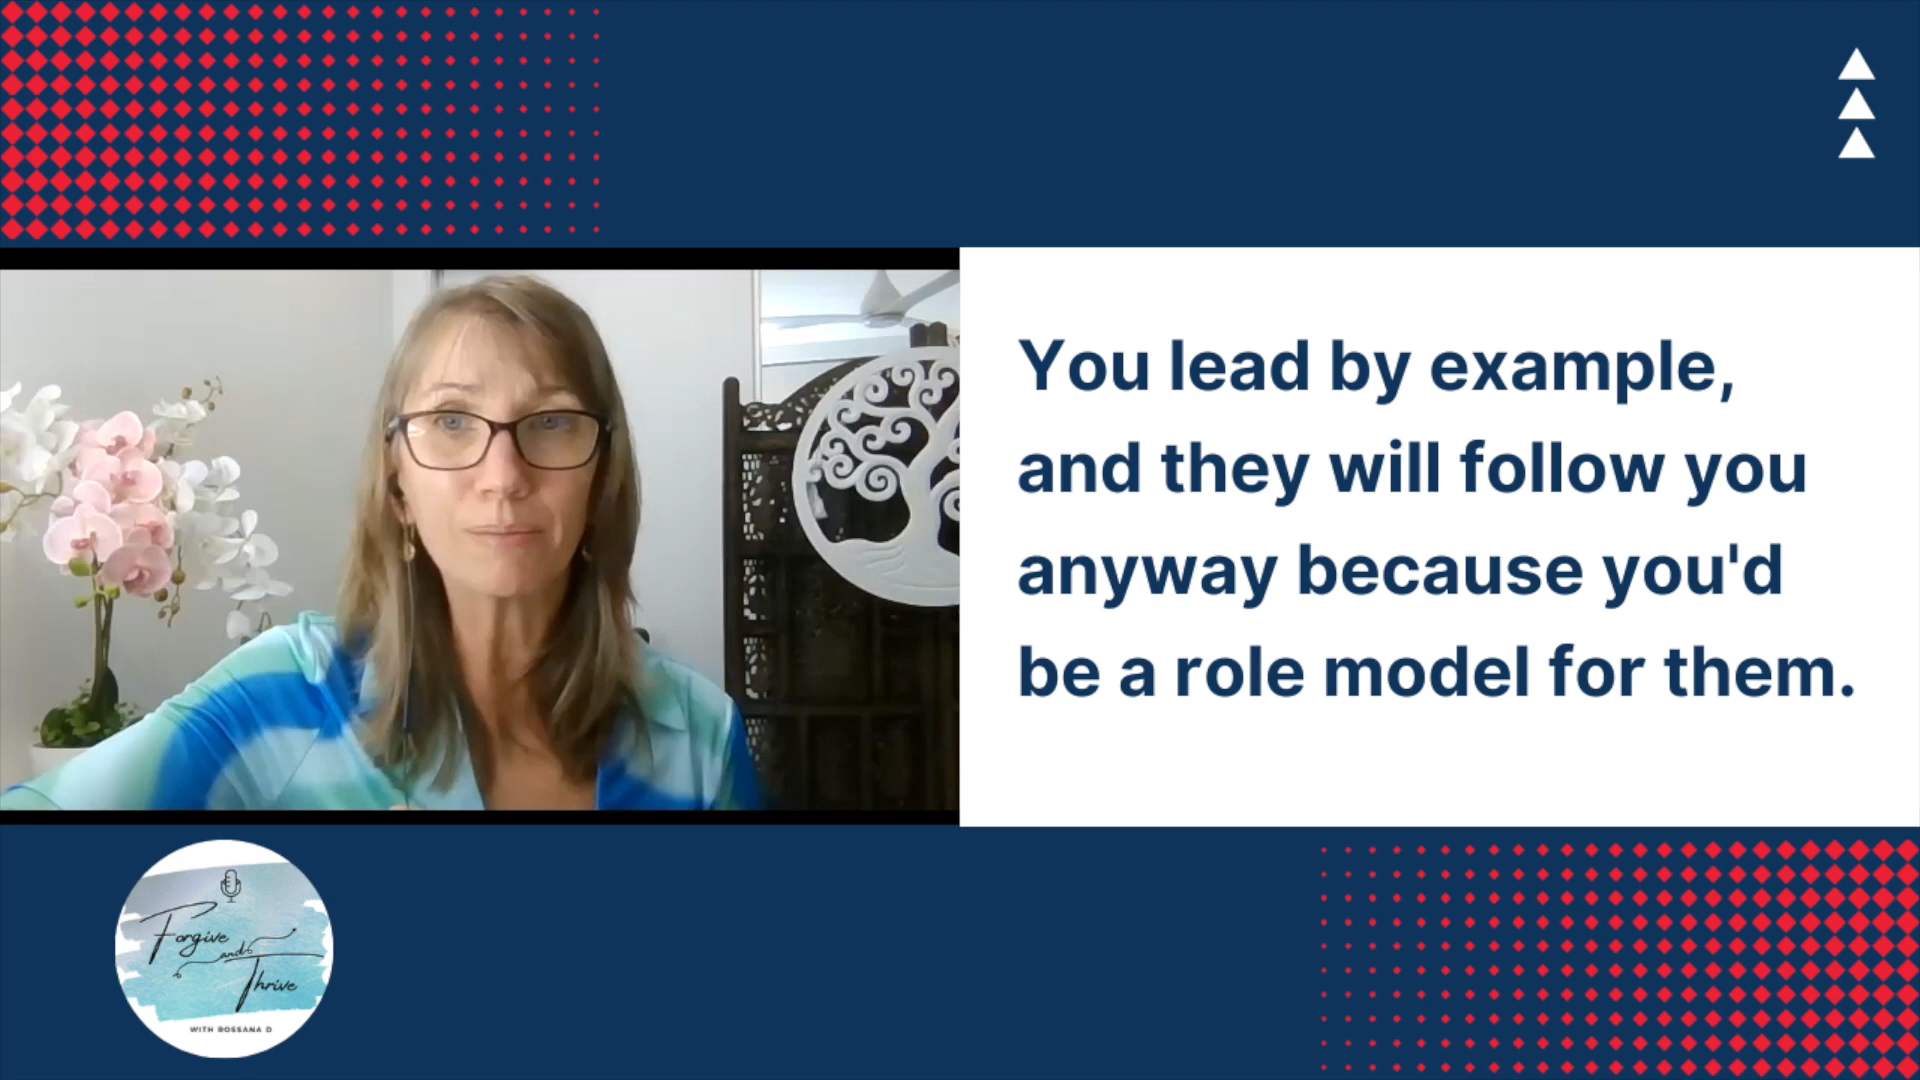 You lead by example,
and they will follow you
anyway because you'd
be a role model for them.
Forgive
and
Thrive
WITH ROSSANA D